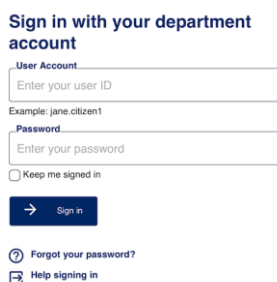 Sign in with your department
account
User Account
Enter your user ID
Example: jane.citizen1
Password
Enter your password
Keep me signed in
Sign in
Forgot your password?
Help signing in